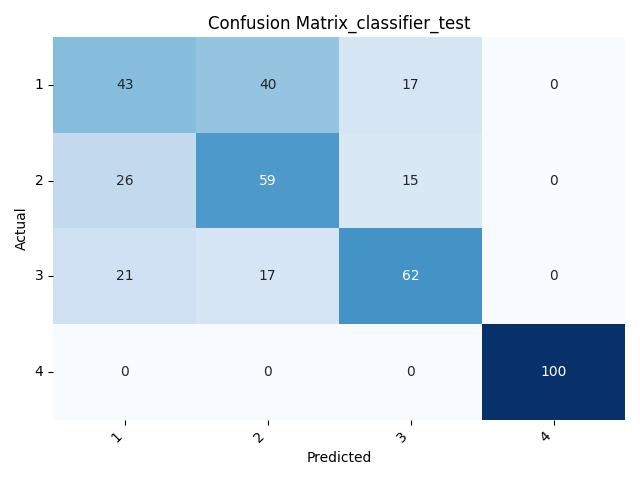 Confusion Matrix_classifier_test
Actual
1 43 40 17 0
2 26 59 15 0
3 21 17 62 0
4 0 0 0 100
1 2 3 4
Predicted